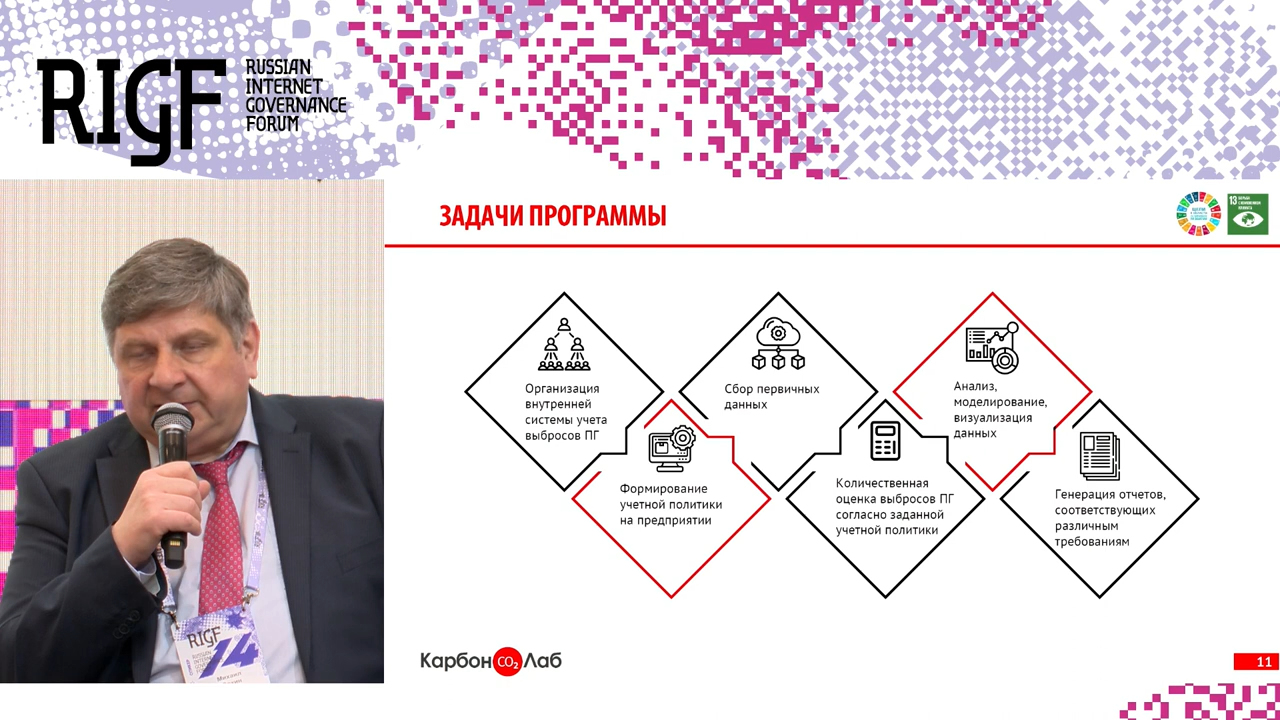 RIGF
RUSSIAN
INTERNET
GOVERNANCE
FORUM
ЗАДАЧИ ПРОГРАММЫ
13
Организация
внутренней
системы учета
выбросов ПГ
Формирование
учетной политики
на предприятии
Сбор первичных
данных
Количественная
оценка выбросов ПГ
согласно заданной
учетной политики
Анализ,
моделирование,
визуализация
данных
Генерация отчетов,
соответствующих
различным
требованиям
RIGF
14
Михаил
Карбон CO₂ Лаб
11